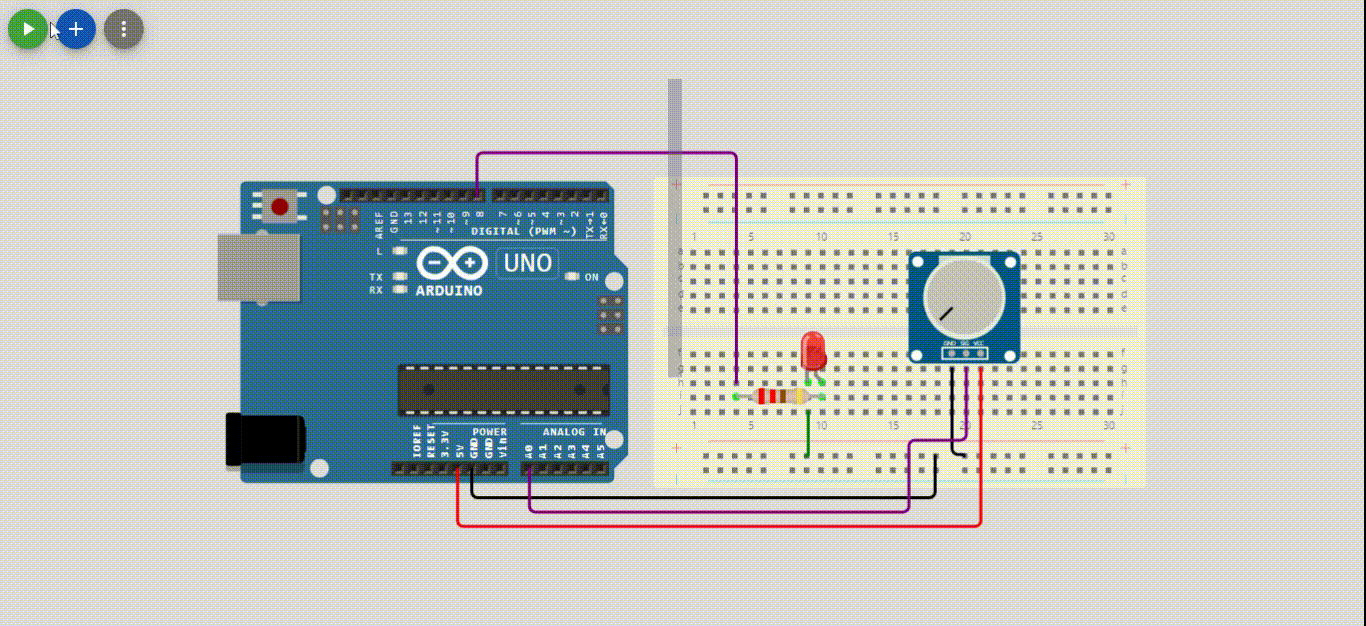 AREF GND 13 12 ~11 ~10 ~9 8 7 ~6 ~5 4 ~3 2 TX→1 RX←0
DIGITAL (PWM ~)
L
UNO
TX
ON
RX
ARDUINO
POWER
ANALOG IN
IOREF RESET 3.3V 5V GND GND Vin
A0 A1 A2 A3 A4 A5
+ +
1 5 10 15 20 25 30
a a
b b
c c
d d
e e
GND SIG VCC
f f
g g
h h
i i
j j
1 5 10 15 20 25 30
+ +